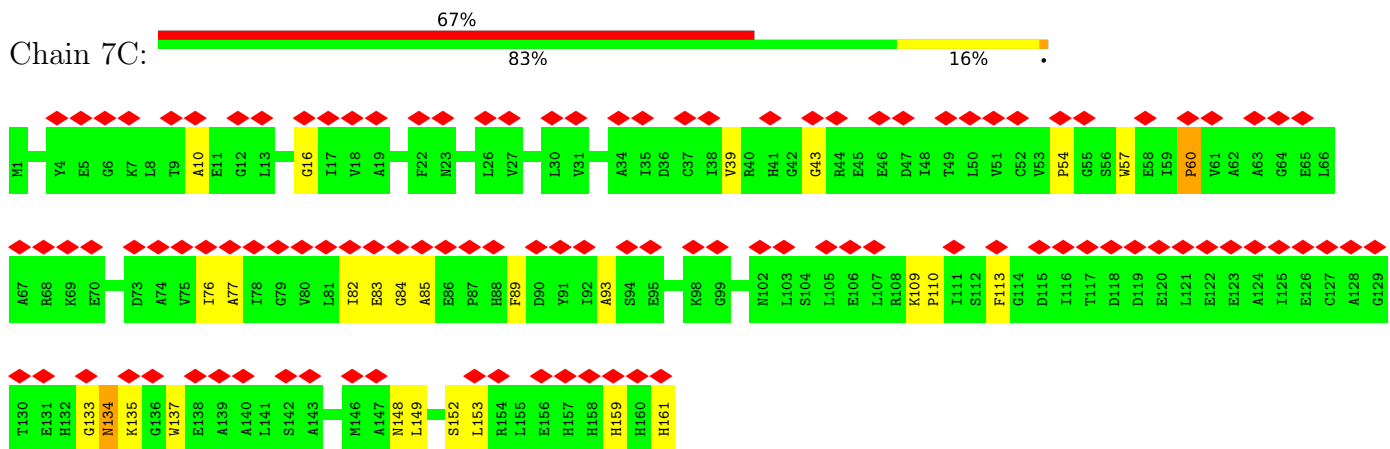 67%
Chain 7C:
83% 16% •
M1 Y4 E5 G6 K7 L8 T9 A10 E11 G12 L13 G16 I17 V18 A19 F22 N23 L26 V27 L30 V31 A34 I35 D36 C37 I38 V39 R40 H41 G42 G43 R44 E45 E46 D47 I48 T49 L50 V51 C52 V53 P54 G55 S56 W57 E58 I59 P60 V61 A62 A63 G64 E65 L66
A67 R68 K69 E70 D73 A74 V75 I76 A77 I78 G79 V80 L81 I82 E83 G84 A85 E86 P87 H88 F89 D90 Y91 I92 A93 S94 E95 K98 G99 N102 L103 S104 L105 E106 L107 R108 K109 P110 I111 S112 F113 G114 D115 I116 T117 D118 D119 E120 L121 E122 E123 A124 I125 E126 C127 A128 G129
T130 E131 H132 G133 N134 K135 G136 W137 E138 A139 A140 L141 S142 A143 M146 A147 N148 L149 S152 L153 R154 L155 E156 H157 H158 H159 H160 H161